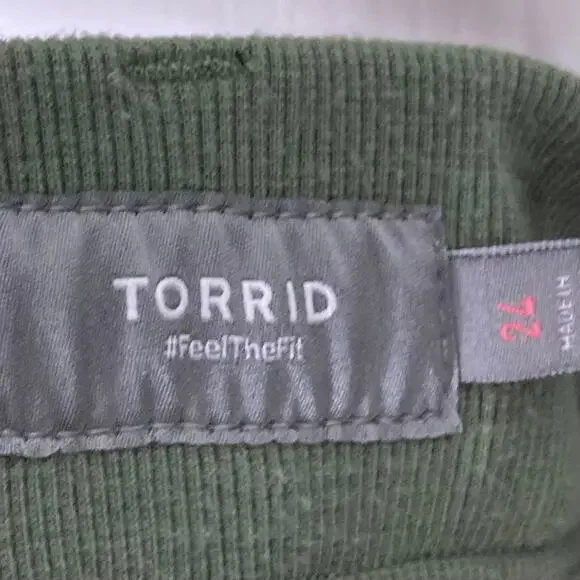 TORRID
#FeelTheFit
24
MADE IN